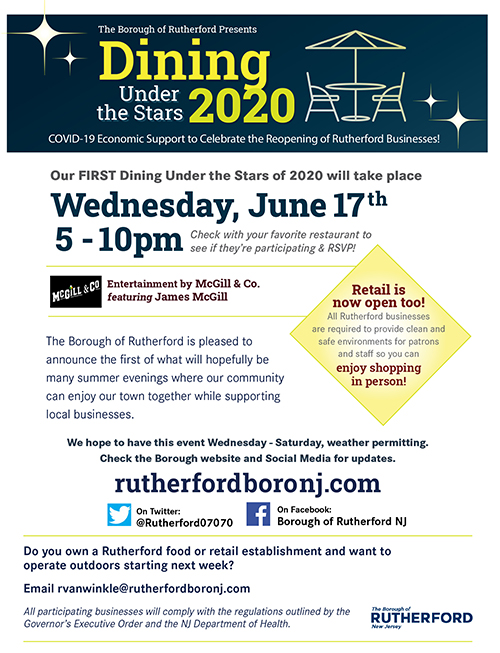 The Borough of Rutherford Presents
Dining
Under
the Stars 2020
COVID-19 Economic Support to Celebrate the Reopening of Rutherford Businesses!
Our FIRST Dining Under the Stars of 2020 will take place
Wednesday, June 17th
5 - 10pm
Check with your favorite restaurant to
see if they're participating & RSVP!
McGILL & CO
Entertainment by McGill & Co.
featuring James McGill
Retail is
now open too!
All Rutherford businesses
are required to provide clean and
safe environments for patrons
and staff so you can
enjoy shopping
in person!
The Borough of Rutherford is pleased to
announce the first of what will hopefully be
many summer evenings where our community
can enjoy our town together while supporting
local businesses.
We hope to have this event Wednesday - Saturday, weather permitting.
Check the Borough website and Social Media for updates.
rutherfordboronj.com
On Twitter:
@Rutherford07070
On Facebook:
Borough of Rutherford NJ
Do you own a Rutherford food or retail establishment and want to
operate outdoors starting next week?
Email rvanwinkle@rutherfordboronj.com
All participating businesses will comply with the regulations outlined by the
Governor's Executive Order and the NJ Department of Health.
The Borough of
RUTHERFORD
New Jersey